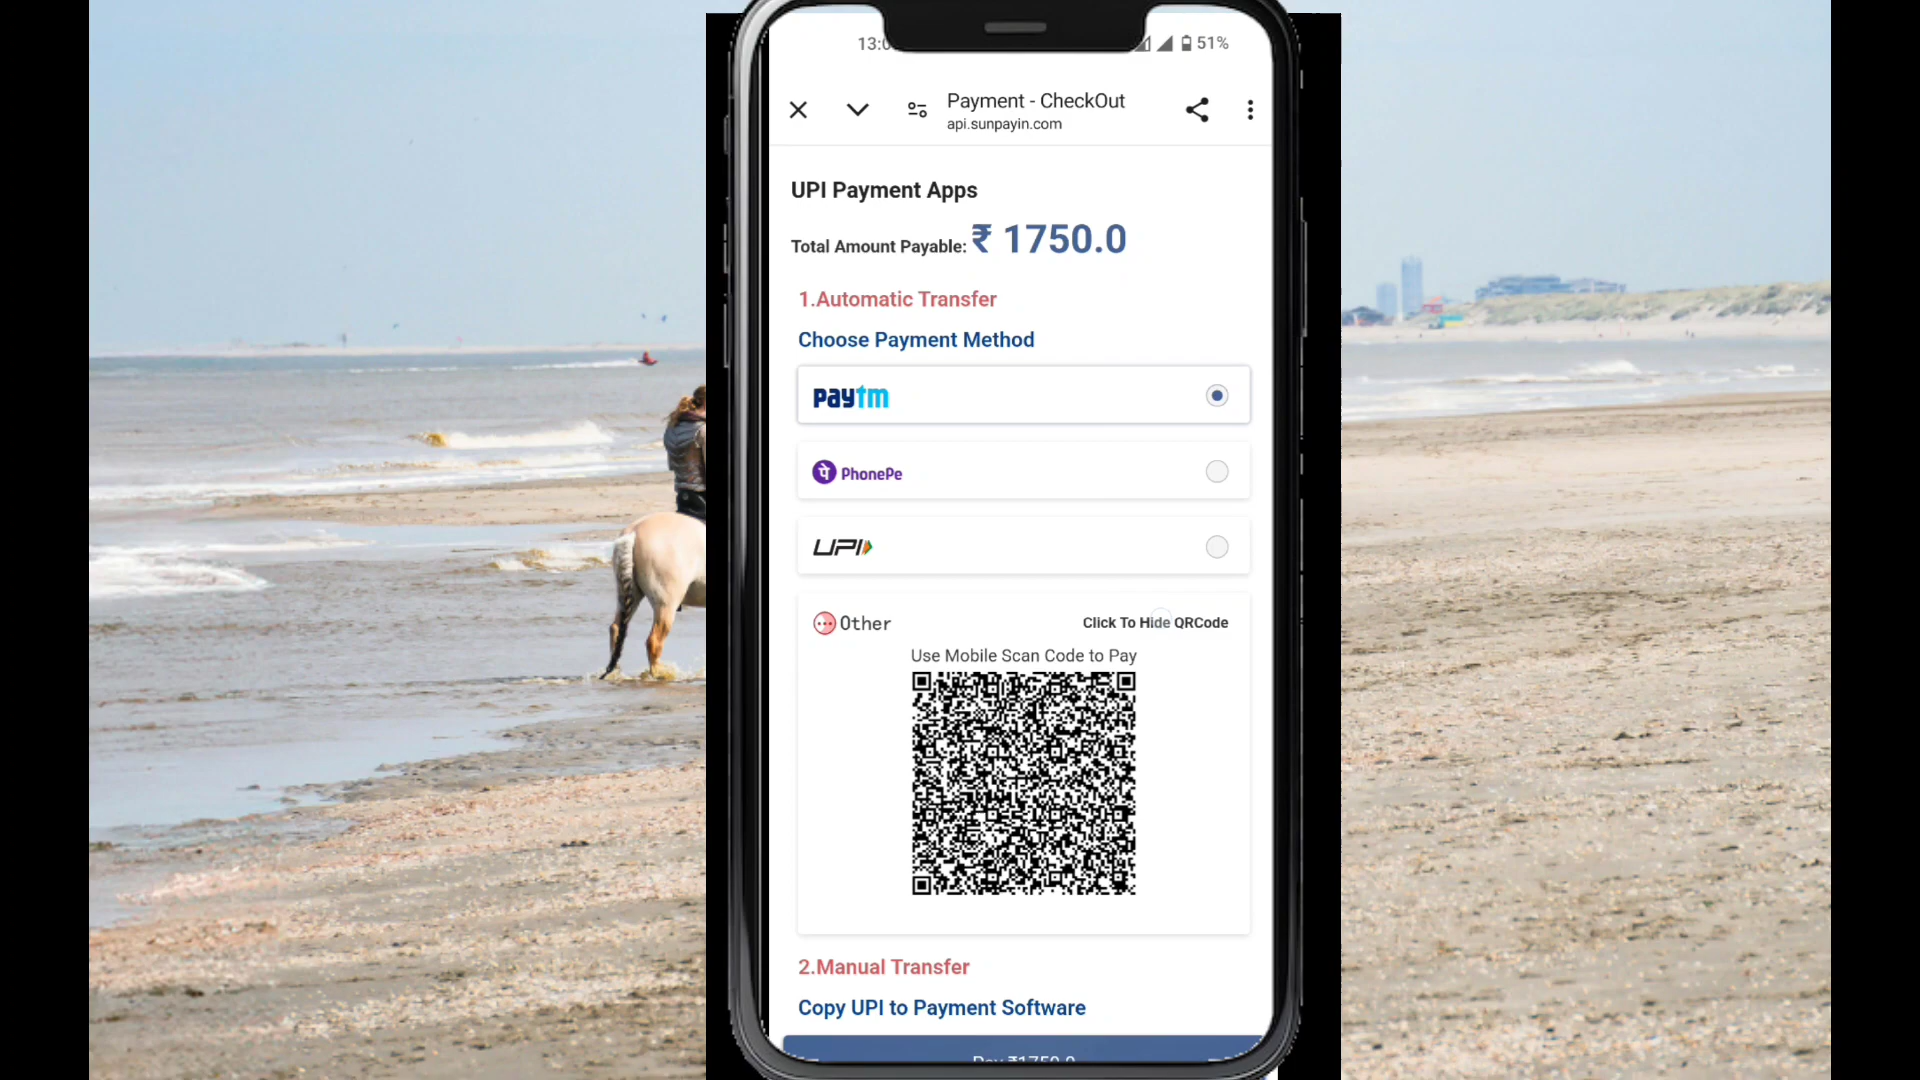 51%
Payment - CheckOut
api.sunpayin.com
UPI Payment Apps
Total Amount Payable: ₹ 1750.0
1.Automatic Transfer
Choose Payment Method
paytm
PhonePe
UPI
Other Click To Hide QRCode
Use Mobile Scan Code to Pay
2.Manual Transfer
Copy UPI to Payment Software
Pay ₹1750.0